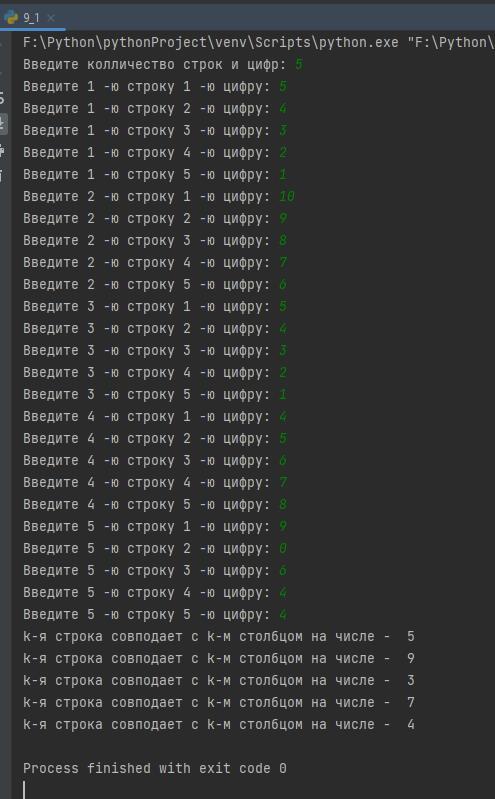 9_1
F:\Python\pythonProject\venv\Scripts\python.exe "F:\Python\
Введите колличество строк и цифр: 5
Введите 1 -ю строку 1 -ю цифру: 5
Введите 1 -ю строку 2 -ю цифру: 4
Введите 1 -ю строку 3 -ю цифру: 3
Введите 1 -ю строку 4 -ю цифру: 2
Введите 1 -ю строку 5 -ю цифру: 1
Введите 2 -ю строку 1 -ю цифру: 10
Введите 2 -ю строку 2 -ю цифру: 9
Введите 2 -ю строку 3 -ю цифру: 8
Введите 2 -ю строку 4 -ю цифру: 7
Введите 2 -ю строку 5 -ю цифру: 6
Введите 3 -ю строку 1 -ю цифру: 5
Введите 3 -ю строку 2 -ю цифру: 4
Введите 3 -ю строку 3 -ю цифру: 3
Введите 3 -ю строку 4 -ю цифру: 2
Введите 3 -ю строку 5 -ю цифру: 1
Введите 4 -ю строку 1 -ю цифру: 4
Введите 4 -ю строку 2 -ю цифру: 5
Введите 4 -ю строку 3 -ю цифру: 6
Введите 4 -ю строку 4 -ю цифру: 7
Введите 4 -ю строку 5 -ю цифру: 8
Введите 5 -ю строку 1 -ю цифру: 9
Введите 5 -ю строку 2 -ю цифру: 0
Введите 5 -ю строку 3 -ю цифру: 6
Введите 5 -ю строку 4 -ю цифру: 4
Введите 5 -ю строку 5 -ю цифру: 4
k-я строка совподает с k-м столбцом на числе -  5
k-я строка совподает с k-м столбцом на числе -  9
k-я строка совподает с k-м столбцом на числе -  3
k-я строка совподает с k-м столбцом на числе -  7
k-я строка совподает с k-м столбцом на числе -  4
Process finished with exit code 0